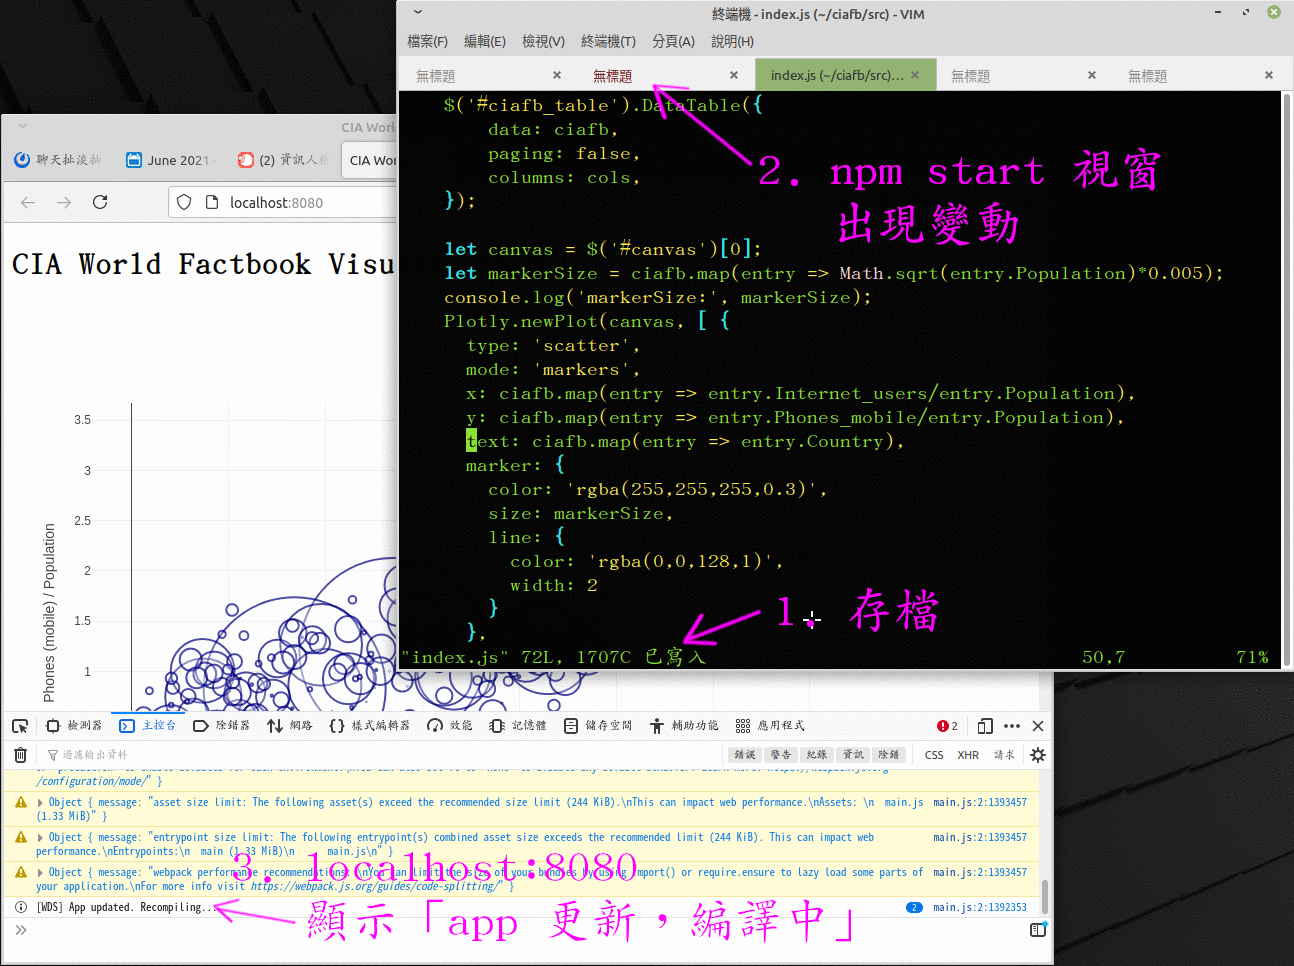 終端機 - index.js (~/ciafb/src) - VIM
檔案(F) 編輯(E) 檢視(V) 終端機(T) 分頁(A) 說明(H)
無標題 × 無標題 × index.js (~/ciafb/src)... × 無標題 × 無標題 ×
$('#ciafb_table').DataTable({
data: ciafb,
paging: false,
columns: cols,
});
let canvas = $('#canvas')[0];
let markerSize = ciafb.map(entry => Math.sqrt(entry.Population)*0.005);
console.log('markerSize:', markerSize);
Plotly.newPlot(canvas, [ {
type: 'scatter',
mode: 'markers',
x: ciafb.map(entry => entry.Internet_users/entry.Population),
y: ciafb.map(entry => entry.Phones_mobile/entry.Population),
text: ciafb.map(entry => entry.Country),
marker: {
color: 'rgba(255,255,255,0.3)',
size: markerSize,
line: {
color: 'rgba(0,0,128,1)',
width: 2
}
},
"index.js" 72L, 1707C 已寫入 50,7 71%
2. npm start 視窗
出現變動
1. 存檔
CIA Worl
聊天扯淡抽 June 2021 (2) 資訊人 CIA Wo
localhost:8080
CIA World Factbook Visu
3.5
3
2.5
2
1.5
1
Phones (mobile) / Population
檢測器 主控台 除錯器 網路 樣式編輯器 效能 記憶體 儲存空間 輔助功能 應用程式 2
過濾輸出資料 錯誤 警告 紀錄 資訊 除錯 CSS XHR 請求
/configuration/mode/" }
Object { message: "asset size limit: The following asset(s) exceed the recommended size limit (244 KiB).\nThis can impact web performance.\nAssets: \n main.js main.js:2:1393457
(1.33 MiB)" }
Object { message: "entrypoint size limit: The following entrypoint(s) combined asset size exceeds the recommended limit (244 KiB). This can impact web main.js:2:1393457
performance.\nEntrypoints:\n main (1.33 MiB)\n main.js\n" }
Object { message: "webpack performance recommendations: \nYou can limit the size of your bundles by using import() or require.ensure to lazy load some parts of main.js:2:1393457
your application.\nFor more info visit https://webpack.js.org/guides/code-splitting/" }
[WDS] App updated. Recompiling... 2 main.js:2:1392353
3. localhost:8080
顯示「app 更新，編譯中」